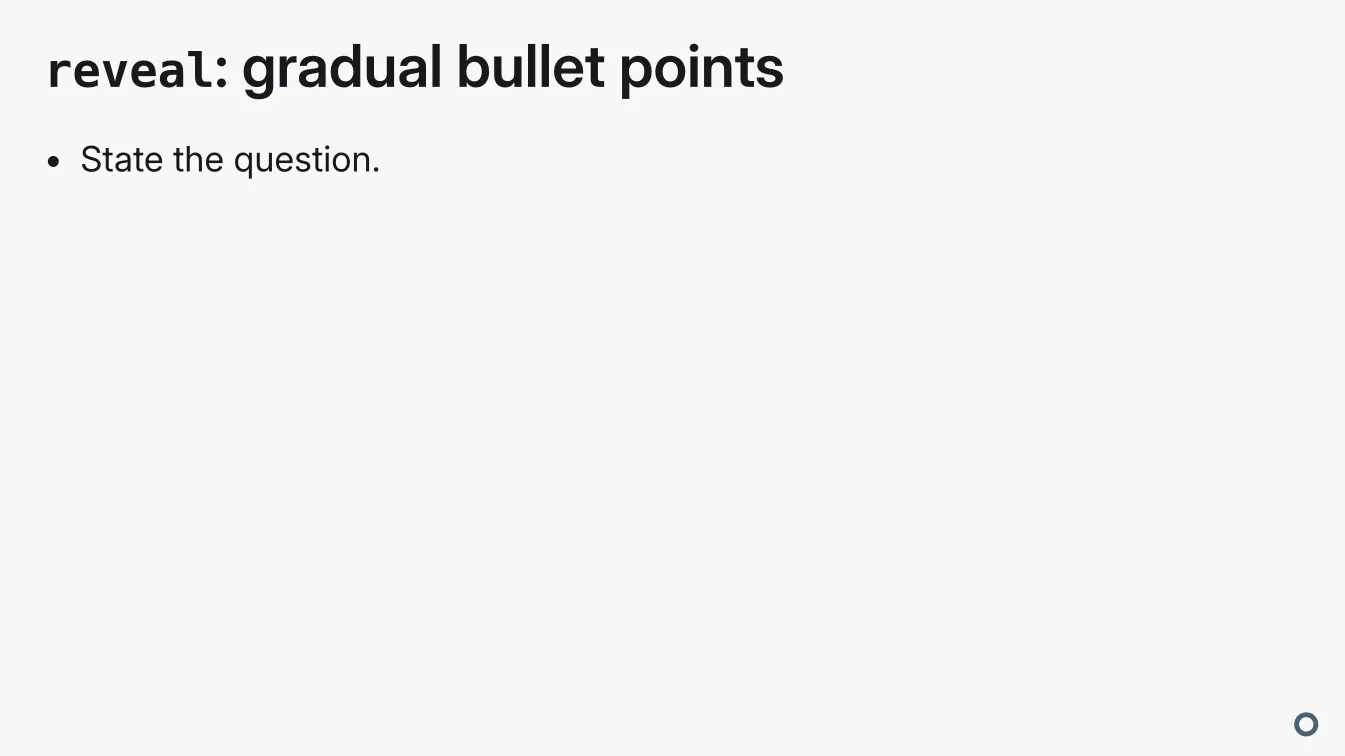 reveal: gradual bullet points
• State the question.